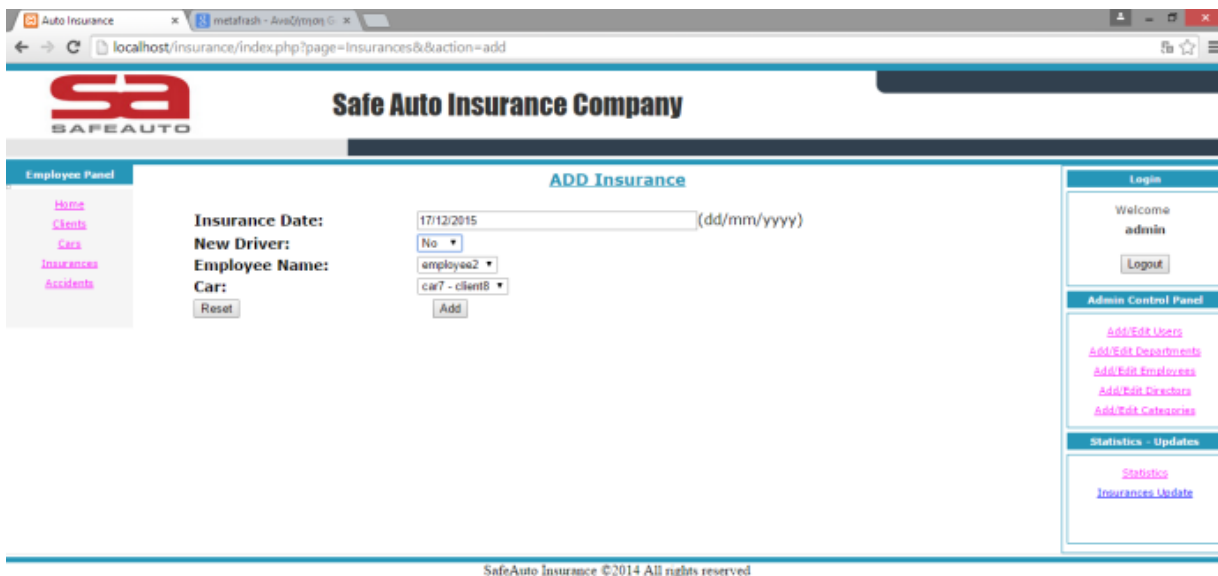 Auto Insurance
metafrash - Αναζήτηση G
localhost/insurance/index.php?page=Insurances&&action=add
sa
SAFEAUTO
Safe Auto Insurance Company
Employee Panel
Home
Clients
Cars
Insurances
Accidents
ADD Insurance
Insurance Date: 17/12/2015 (dd/mm/yyyy)
New Driver: No
Employee Name: employee2
Car: car7 - client8
Reset Add
Login
Welcome
admin
Logout
Admin Control Panel
Add/Edit Users
Add/Edit Departments
Add/Edit Employees
Add/Edit Directors
Add/Edit Categories
Statistics - Updates
Statistics
Insurances Update
SafeAuto Insurance ©2014 All rights reserved